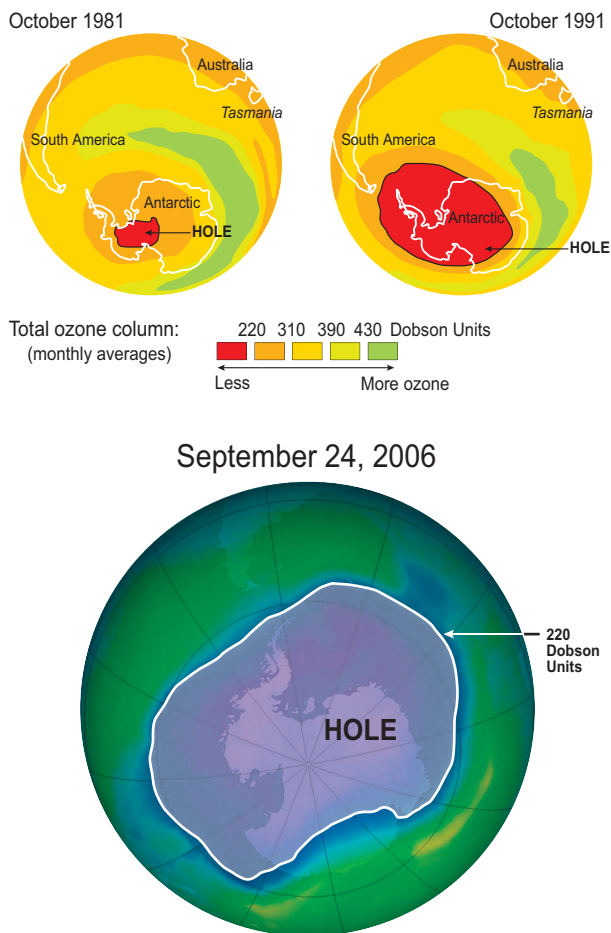 October 1981
October 1991
Australia
Tasmania
South America
Antarctic
HOLE
Australia
Tasmania
South America
Antarctic
HOLE
Total ozone column:
(monthly averages)
220 310 390 430 Dobson Units
Less
More ozone
September 24, 2006
220
Dobson
Units
HOLE